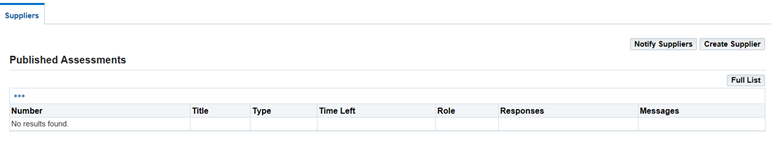 Suppliers
Notify Suppliers Create Supplier
Published Assessments
Full List
Number Title Type Time Left Role Responses Messages
No results found.